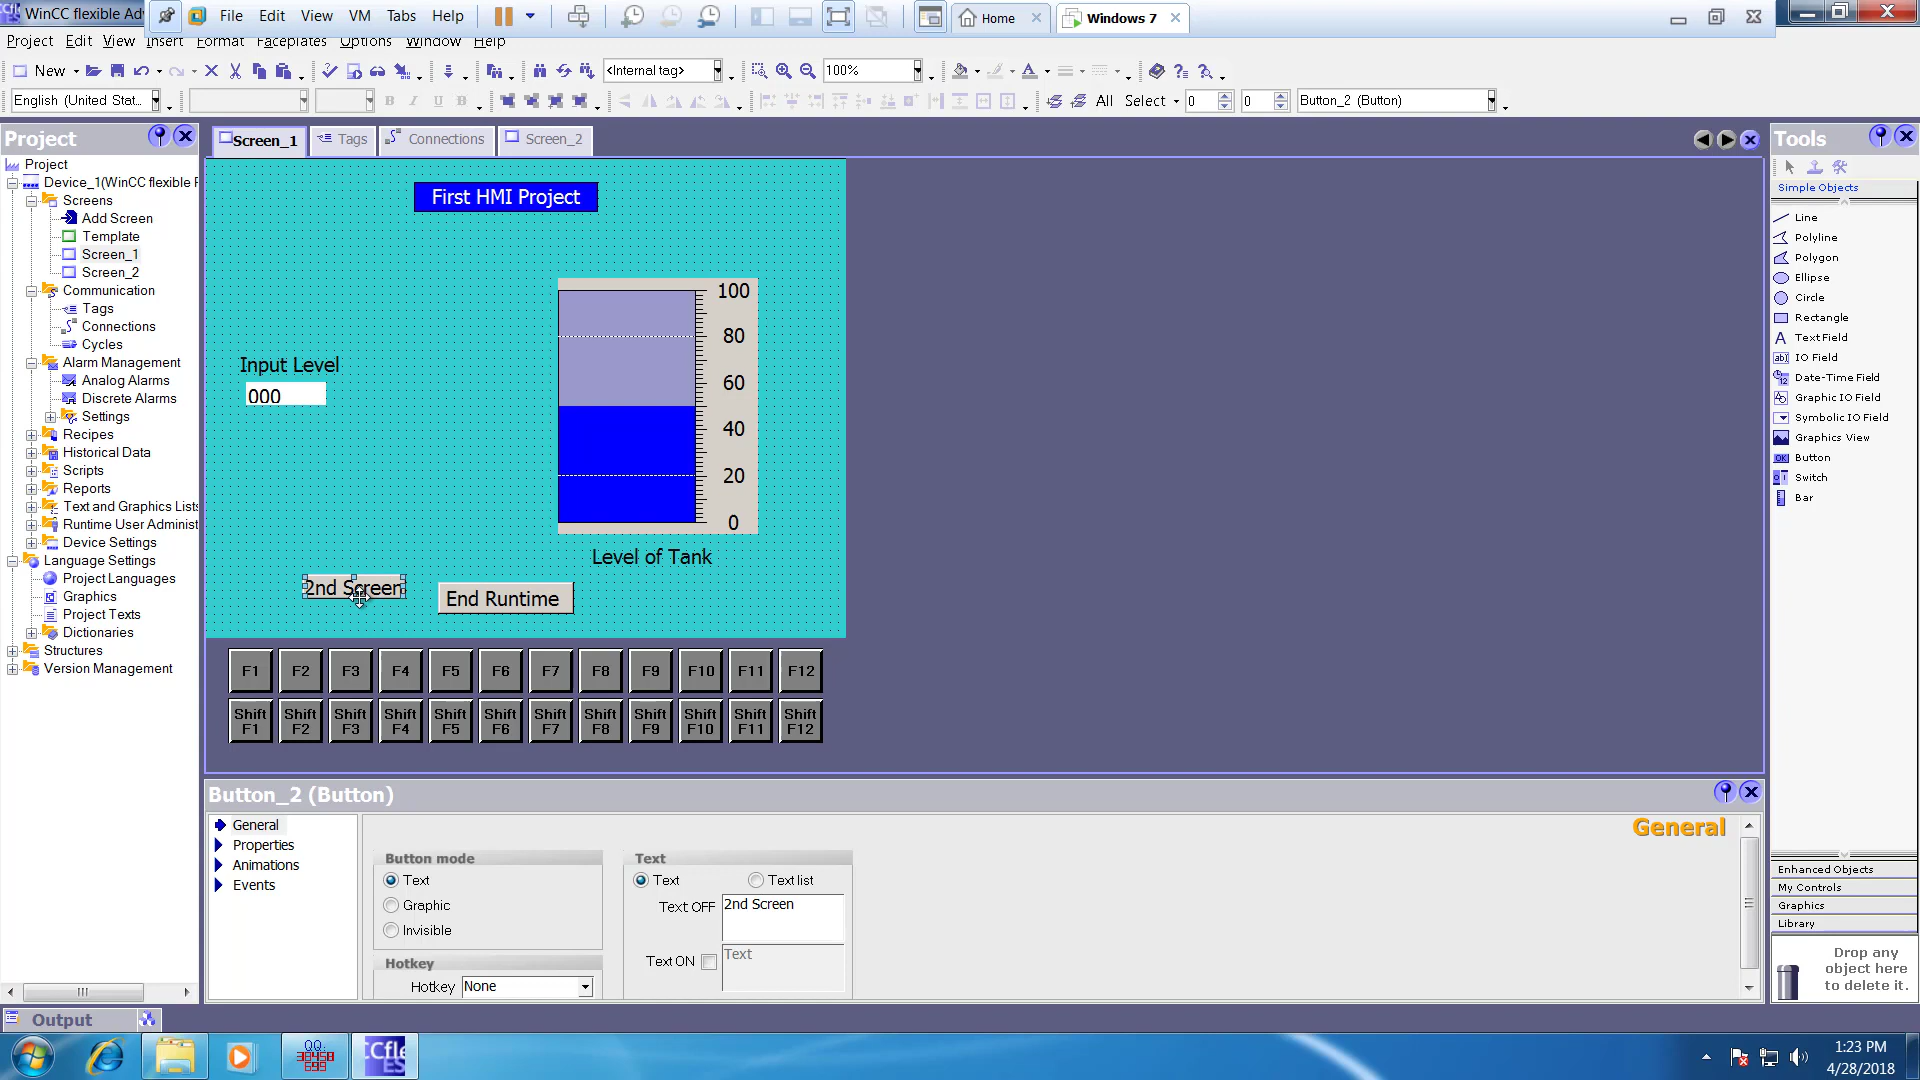 WinCC flexible Adv
File Edit View VM Tabs Help
Home
Windows 7
Project Edit View Insert Format Faceplates Options Window Help
New
<Internal tag>
100%
English (United Stat...
All Select 0 0 Button_2 (Button)
Project
Screen_1 Tags Connections Screen_2
Tools
Project
Device_1(WinCC flexible R
Screens
Add Screen
Template
Screen_1
Screen_2
Communication
Tags
Connections
Cycles
Alarm Management
Analog Alarms
Discrete Alarms
Settings
Recipes
Historical Data
Scripts
Reports
Text and Graphics Lists
Runtime User Administ
Device Settings
Language Settings
Project Languages
Graphics
Project Texts
Dictionaries
Structures
Version Management
First HMI Project
100
80
60
40
20
0
Input Level
000
Level of Tank
2nd Screen
End Runtime
F1 F2 F3 F4 F5 F6 F7 F8 F9 F10 F11 F12
Shift F1 Shift F2 Shift F3 Shift F4 Shift F5 Shift F6 Shift F7 Shift F8 Shift F9 Shift F10 Shift F11 Shift F12
Simple Objects
Line
Polyline
Polygon
Ellipse
Circle
Rectangle
Text Field
IO Field
Date-Time Field
Graphic IO Field
Symbolic IO Field
Graphics View
Button
Switch
Bar
Enhanced Objects
My Controls
Graphics
Library
Drop any
object here
to delete it.
Button_2 (Button)
General
Properties
Animations
Events
General
Button mode
Text
Graphic
Invisible
Hotkey
Hotkey None
Text
Text Text list
Text OFF 2nd Screen
Text ON Text
Output
1:23 PM
4/28/2018